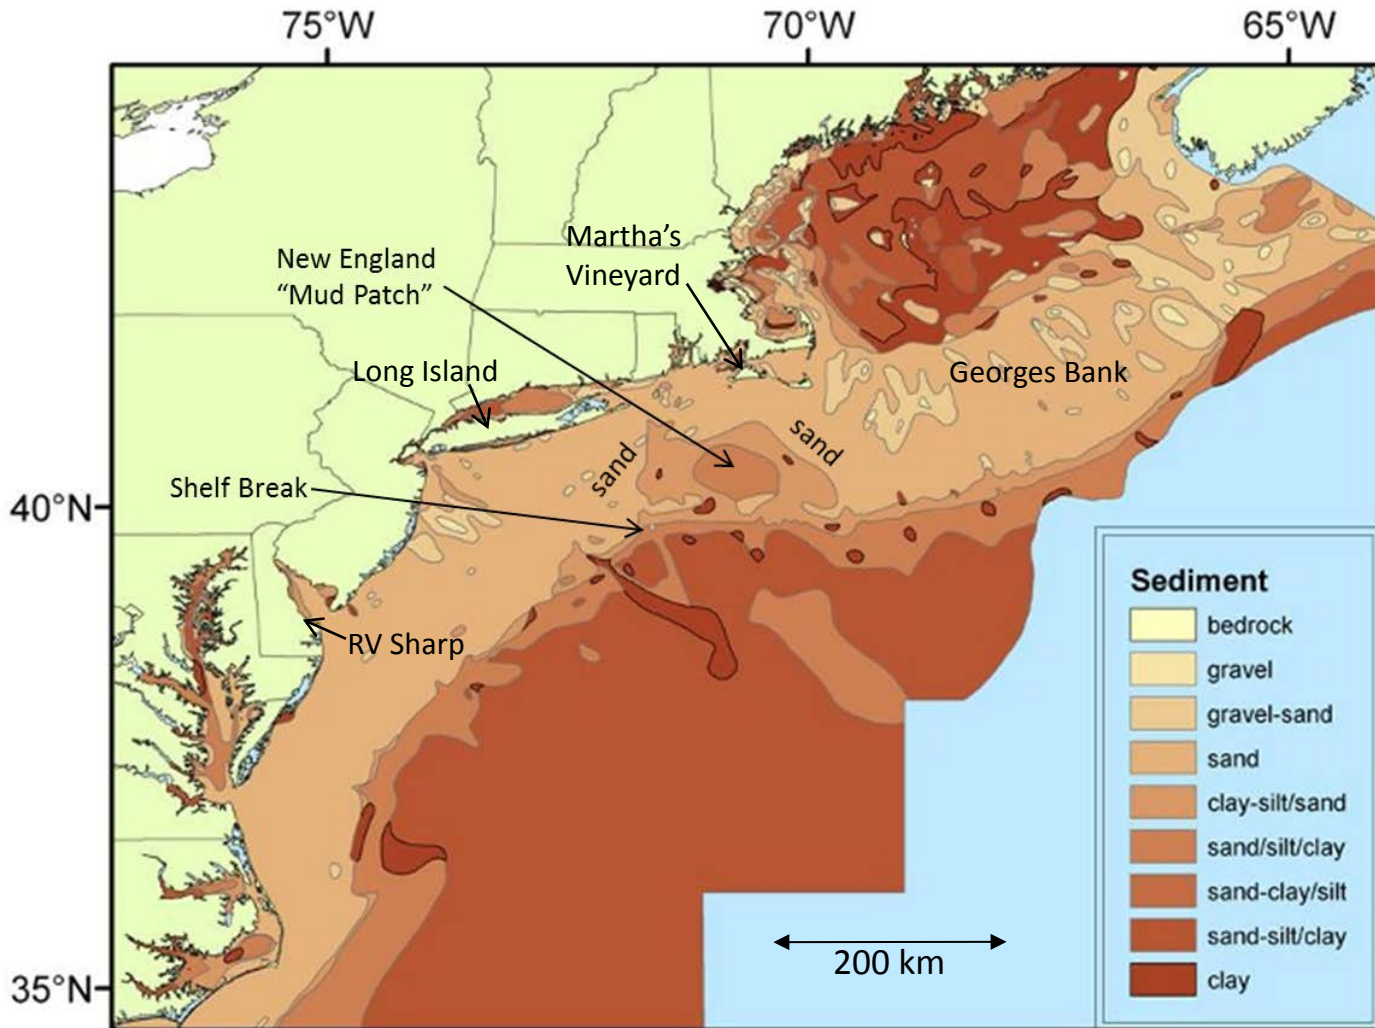 75°W
70°W
65°W
Martha's
Vineyard
New England
“Mud Patch”
Long Island
Georges Bank
sand
sand
Shelf Break
40°N
RV Sharp
Sediment
bedrock
gravel
gravel-sand
sand
clay-silt/sand
sand/silt/clay
sand-clay/silt
sand-silt/clay
clay
200 km
35°N